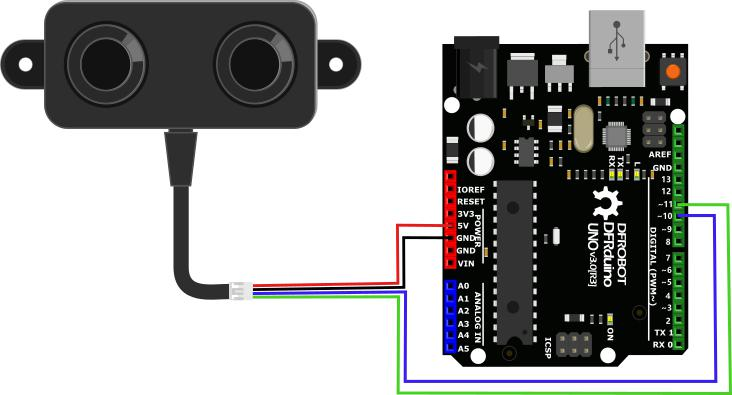 IOREF
RESET
3V3
5V
GND
GND
VIN
POWER
A0
A1
A2
A3
A4
A5
ANALOG IN
AREF
GND
13
12
~11
~10
~9
8
7
~6
~5
4
~3
2
TX 1
RX 0
DIGITAL (PWM~)
RX
TX
L
DFROBOT
DFRduino
UNO v3.0[R3]
ON
ICSP